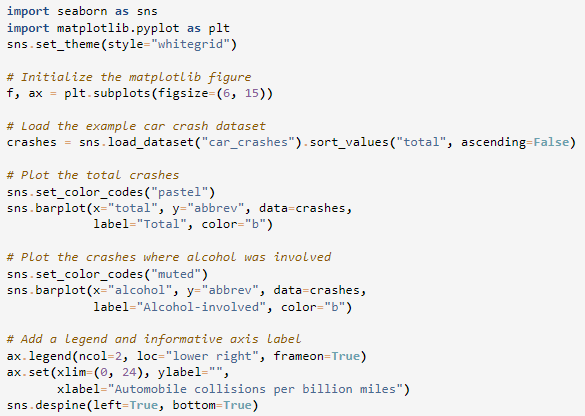 import seaborn as sns
import matplotlib.pyplot as plt
sns.set_theme(style="whitegrid")

# Initialize the matplotlib figure
f, ax = plt.subplots(figsize=(6, 15))

# Load the example car crash dataset
crashes = sns.load_dataset("car_crashes").sort_values("total", ascending=False)

# Plot the total crashes
sns.set_color_codes("pastel")
sns.barplot(x="total", y="abbrev", data=crashes,
            label="Total", color="b")

# Plot the crashes where alcohol was involved
sns.set_color_codes("muted")
sns.barplot(x="alcohol", y="abbrev", data=crashes,
            label="Alcohol-involved", color="b")

# Add a legend and informative axis label
ax.legend(ncol=2, loc="lower right", frameon=True)
ax.set(xlim=(0, 24), ylabel="",
       xlabel="Automobile collisions per billion miles")
sns.despine(left=True, bottom=True)